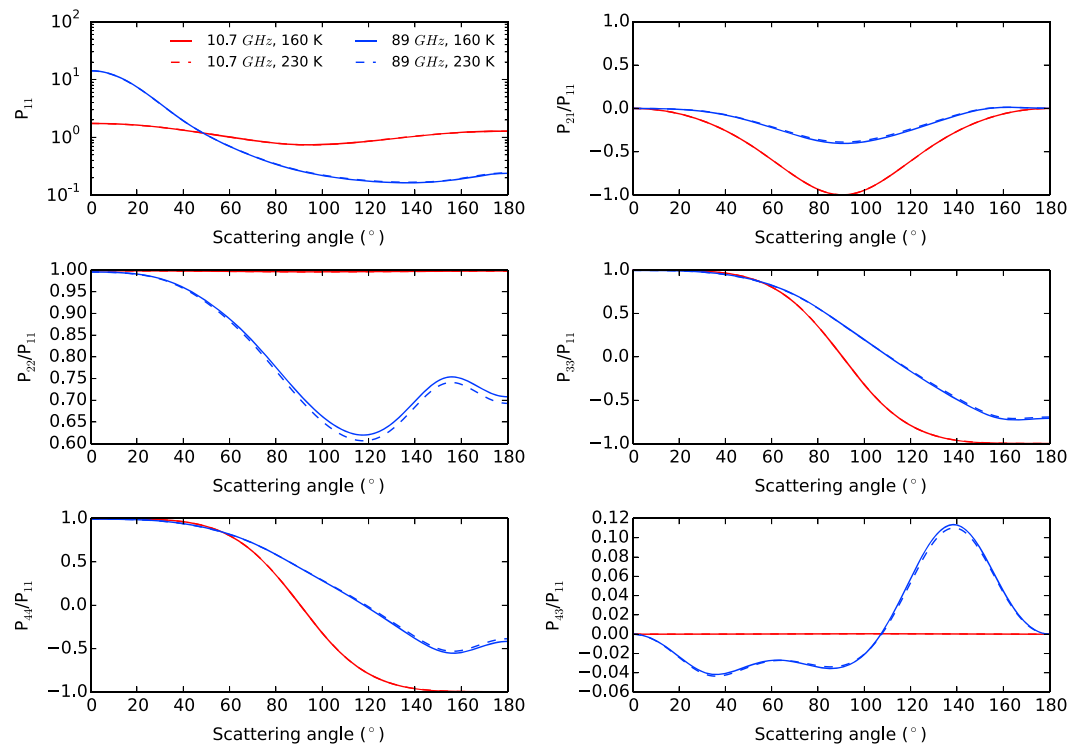 10.7 GHz, 160 K
10.7 GHz, 230 K
89 GHz, 160 K
89 GHz, 230 K
P₁₁
10² 10¹ 10⁰ 10⁻¹
0 20 40 60 80 100 120 140 160 180
Scattering angle (°)
P₂₁/P₁₁
1.0 0.5 0.0 −0.5 −1.0
0 20 40 60 80 100 120 140 160 180
Scattering angle (°)
P₂₂/P₁₁
1.00 0.95 0.90 0.85 0.80 0.75 0.70 0.65 0.60
0 20 40 60 80 100 120 140 160 180
Scattering angle (°)
P₃₃/P₁₁
1.0 0.5 0.0 −0.5 −1.0
0 20 40 60 80 100 120 140 160 180
Scattering angle (°)
P₄₄/P₁₁
1.0 0.5 0.0 −0.5 −1.0
0 20 40 60 80 100 120 140 160 180
Scattering angle (°)
P₄₃/P₁₁
0.12 0.10 0.08 0.06 0.04 0.02 0.00 −0.02 −0.04 −0.06
0 20 40 60 80 100 120 140 160 180
Scattering angle (°)